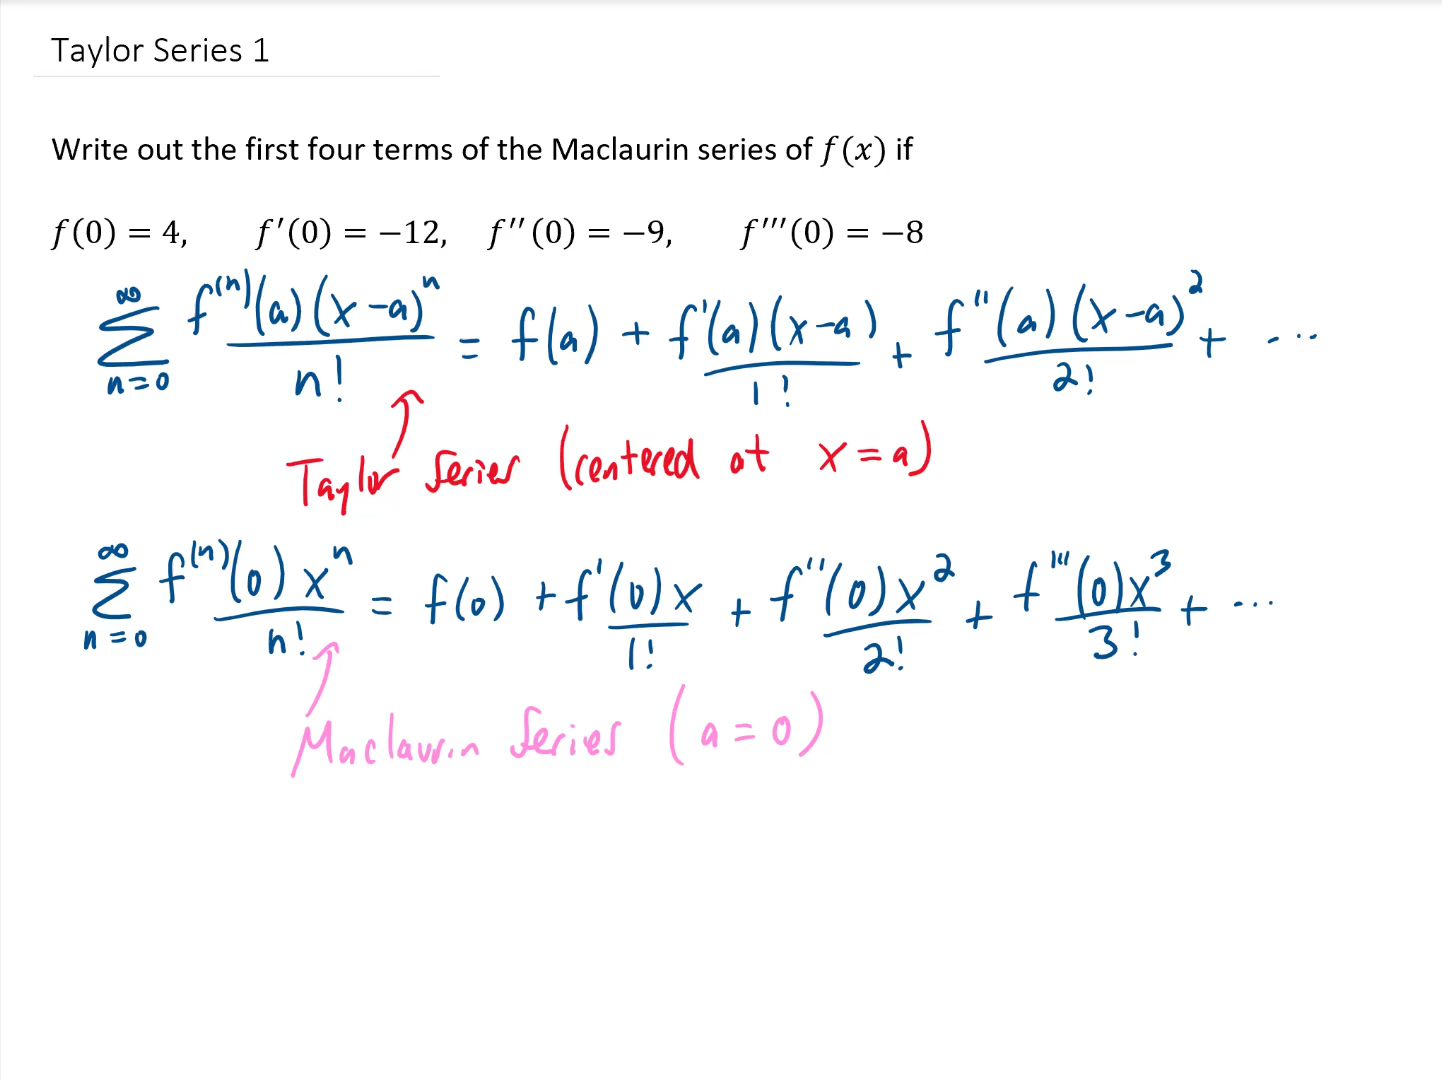 Taylor Series 1
Write out the first four terms of the Maclaurin series of f(x) if
f(0) = 4, f′(0) = −12, f″(0) = −9, f‴(0) = −8
∑_{n=0}^{∞} f^{(n)}(a)(x−a)^n / n! = f(a) + f'(a)(x−a) / 1! + f''(a)(x−a)^2 / 2! + ...
Taylor Series (centered at x=a)
∑_{n=0}^{∞} f^{(n)}(0) x^n / n! = f(0) + f'(0)x / 1! + f''(0)x^2 / 2! + f'''(0)x^3 / 3! + ...
Maclaurin Series (a=0)